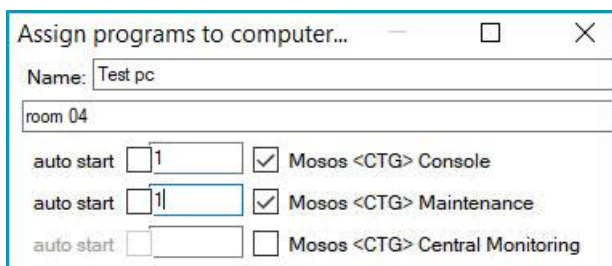 Assign programs to computer...
Name: Test pc
room 04
auto start 1 Mosos <CTG> Console
auto start 1 Mosos <CTG> Maintenance
auto start Mosos <CTG> Central Monitoring